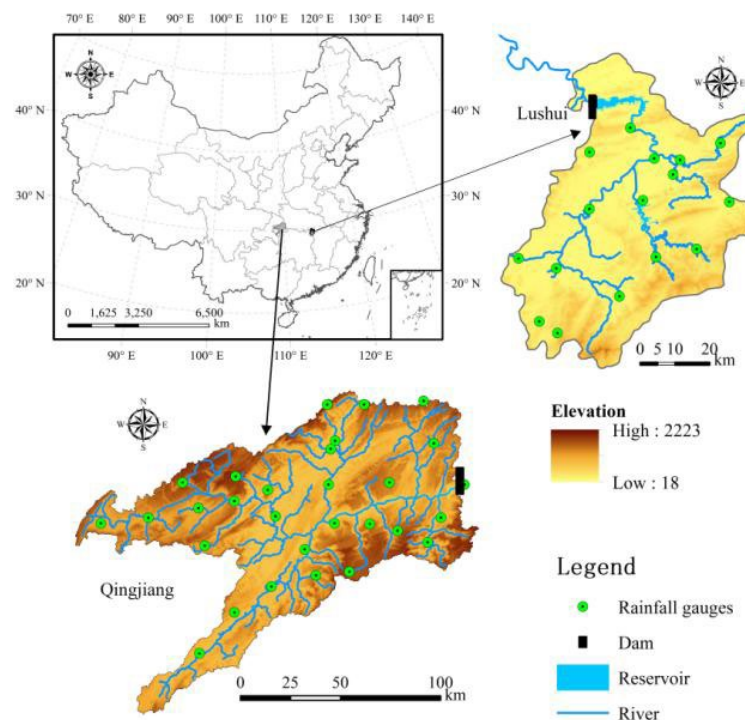 70° E 80° E 90° E 100° E 110° E 120° E 130° E 140° E
N
W E
S
40° N
30° N
20° N
40° N
30° N
20° N
0 1,625 3,250 6,500
km
90° E 100° E 110° E 120° E
Lushui
N
W E
S
0 5 10 20
km
N
W E
S
Qingjiang
0 25 50 100
km
Elevation
High : 2223
Low : 18
Legend
Rainfall gauges
Dam
Reservoir
River